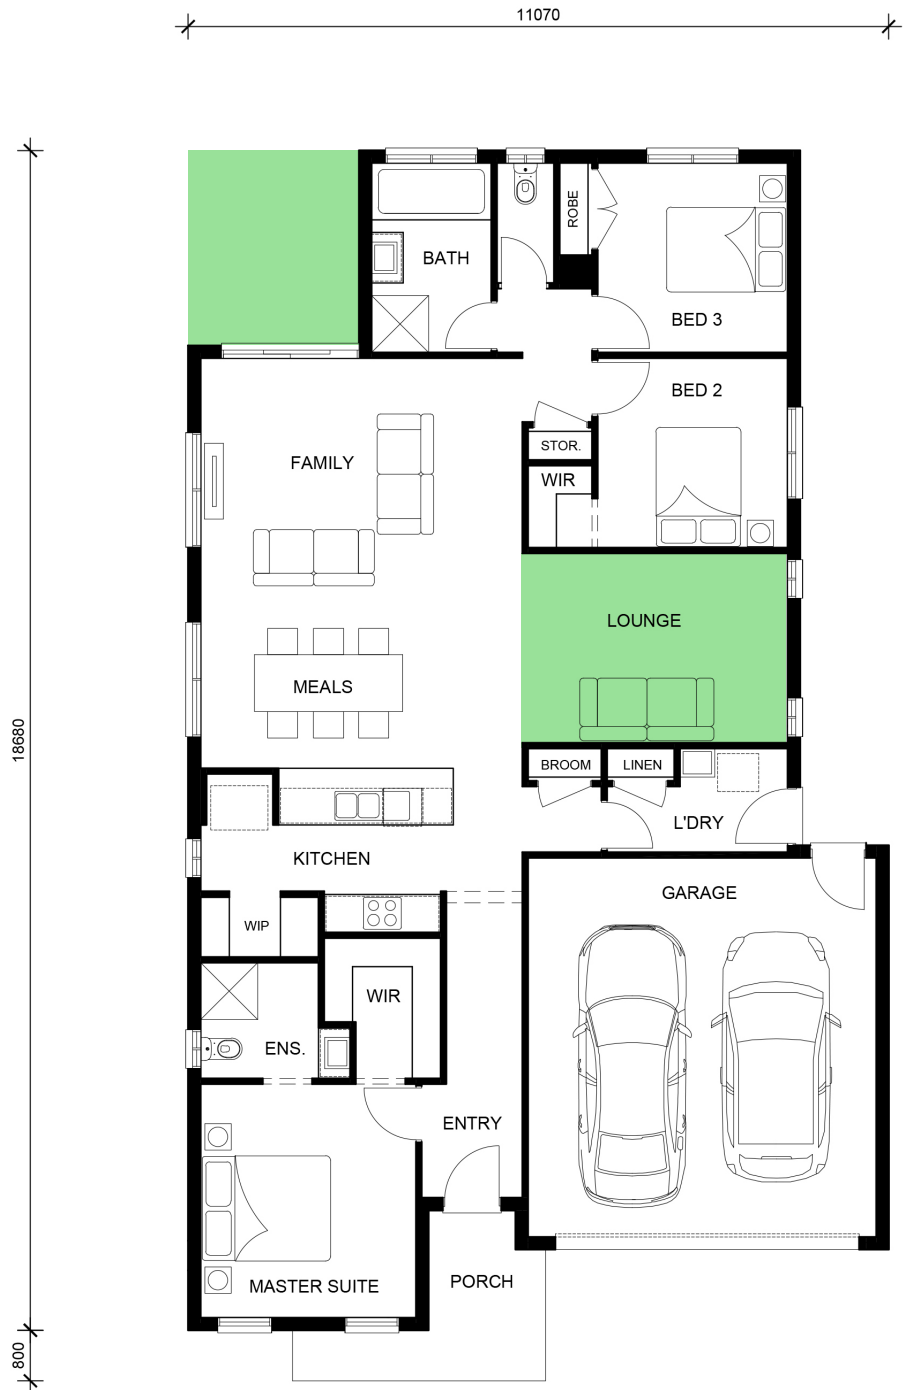 11070
ROBE
BATH
BED 3
BED 2
STOR.
FAMILY
WIR
LOUNGE
MEALS
18680
BROOM
LINEN
L'DRY
KITCHEN
GARAGE
WIP
WIR
ENS.
ENTRY
PORCH
MASTER SUITE
800